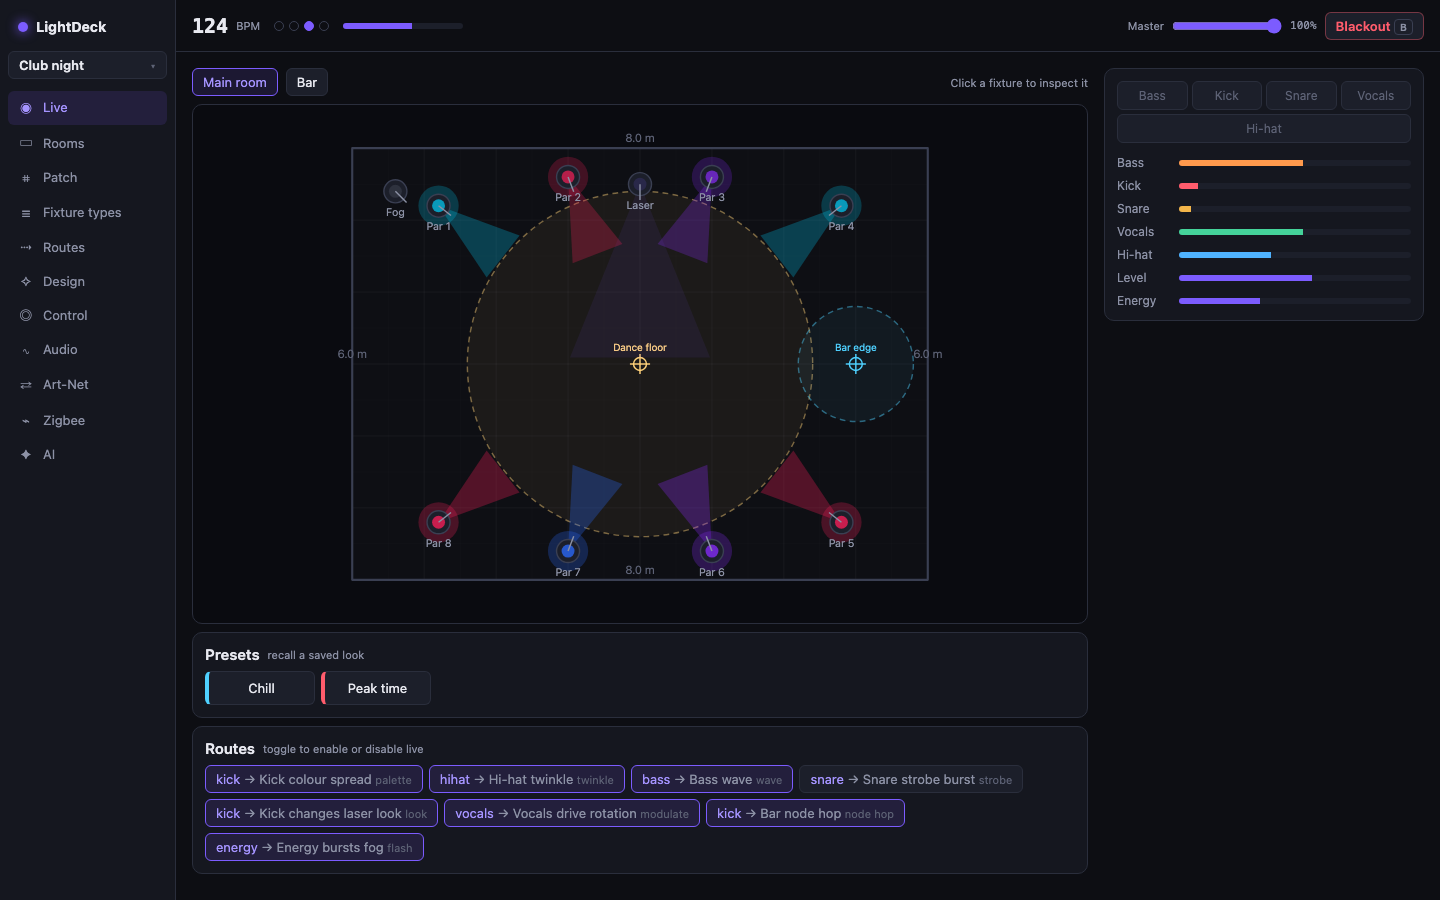 LightDeck
Club night
Live
Rooms
Patch
Fixture types
Routes
Design
Control
Audio
Art-Net
Zigbee
AI
124 BPM
Master 100% Blackout B
Main room Bar
Click a fixture to inspect it
8.0 m
Fog
Par 1
Par 2
Laser
Par 3
Par 4
6.0 m
Dance floor
Bar edge
6.0 m
Par 8
Par 7
8.0 m
Par 6
Par 5
Presets recall a saved look
Chill Peak time
Routes toggle to enable or disable live
kick → Kick colour spread palette
hihat → Hi-hat twinkle twinkle
bass → Bass wave wave
snare → Snare strobe burst strobe
kick → Kick changes laser look look
vocals → Vocals drive rotation modulate
kick → Bar node hop node hop
energy → Energy bursts fog flash
Bass Kick Snare Vocals
Hi-hat
Bass
Kick
Snare
Vocals
Hi-hat
Level
Energy